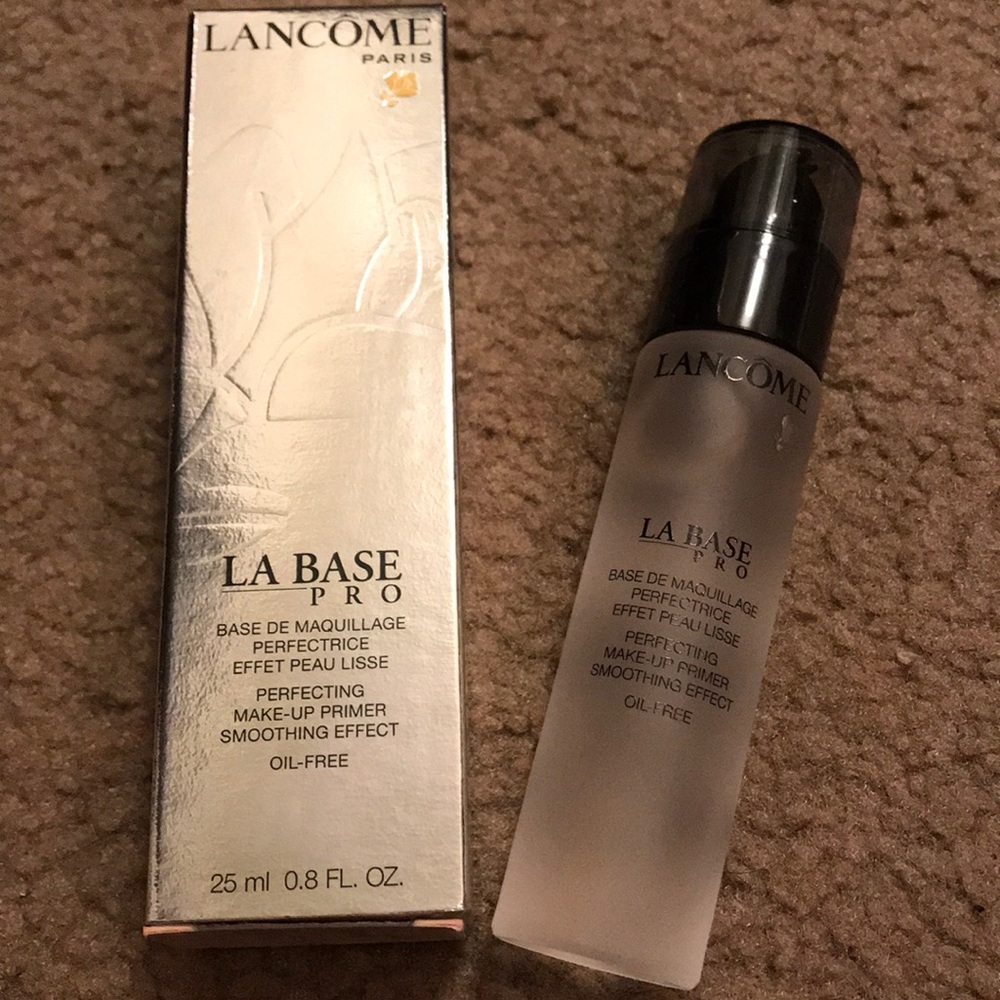 LANCÔME
PARIS
LA BASE
PRO
BASE DE MAQUILLAGE
PERFECTRICE
EFFET PEAU LISSE
PERFECTING
MAKE-UP PRIMER
SMOOTHING EFFECT
OIL-FREE
25 ml 0.8 FL. OZ.
LANCÔME
LA BASE
PRO
BASE DE MAQUILLAGE
PERFECTRICE
EFFET PEAU LISSE
PERFECTING
MAKE-UP PRIMER
SMOOTHING EFFECT
OIL-FREE